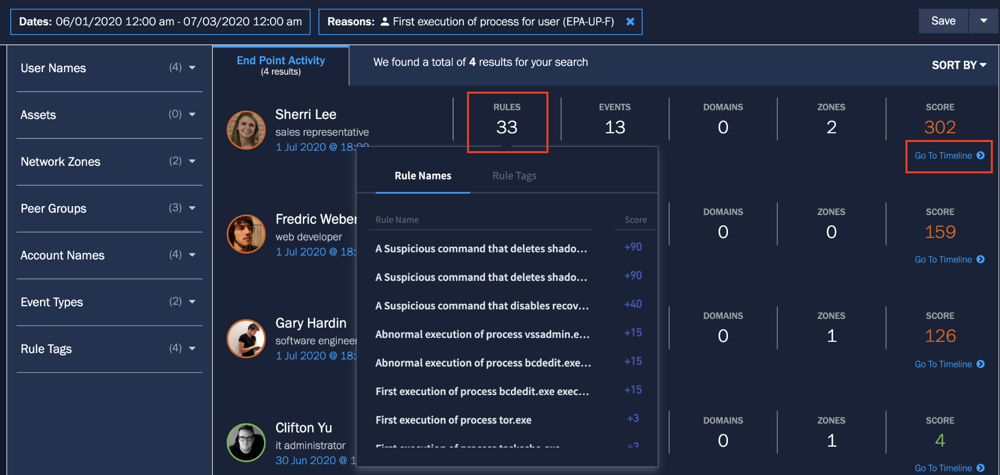 Dates: 06/01/2020 12:00 am - 07/03/2020 12:00 am
Reasons: First execution of process for user (EPA-UP-F)
Save
User Names (4)
Assets (0)
Network Zones (2)
Peer Groups (3)
Account Names (4)
Event Types (2)
Rule Tags (4)
End Point Activity
(4 results)
We found a total of 4 results for your search
SORT BY
Sherri Lee
sales representative
1 Jul 2020 @ 18:00
RULES
33
EVENTS
13
DOMAINS
0
ZONES
2
SCORE
302
Go To Timeline
Rule Names
Rule Tags
Rule Name Score
A Suspicious command that deletes shado... +90
A Suspicious command that deletes shado... +90
A Suspicious command that disables recov... +40
Abnormal execution of process vssadmin.e... +15
Abnormal execution of process bcdedit.exe... +15
First execution of process bcdedit.exe exec... +15
First execution of process tor.exe +3
First execution of process +3
Fredric Weber
web developer
1 Jul 2020 @ 18:
DOMAINS
0
ZONES
0
SCORE
159
Go To Timeline
Gary Hardin
software engineer
1 Jul 2020 @ 18:
DOMAINS
0
ZONES
1
SCORE
126
Go To Timeline
Clifton Yu
it administrator
30 Jun 2020 @ 1
DOMAINS
0
ZONES
1
SCORE
4
Go To Timeline